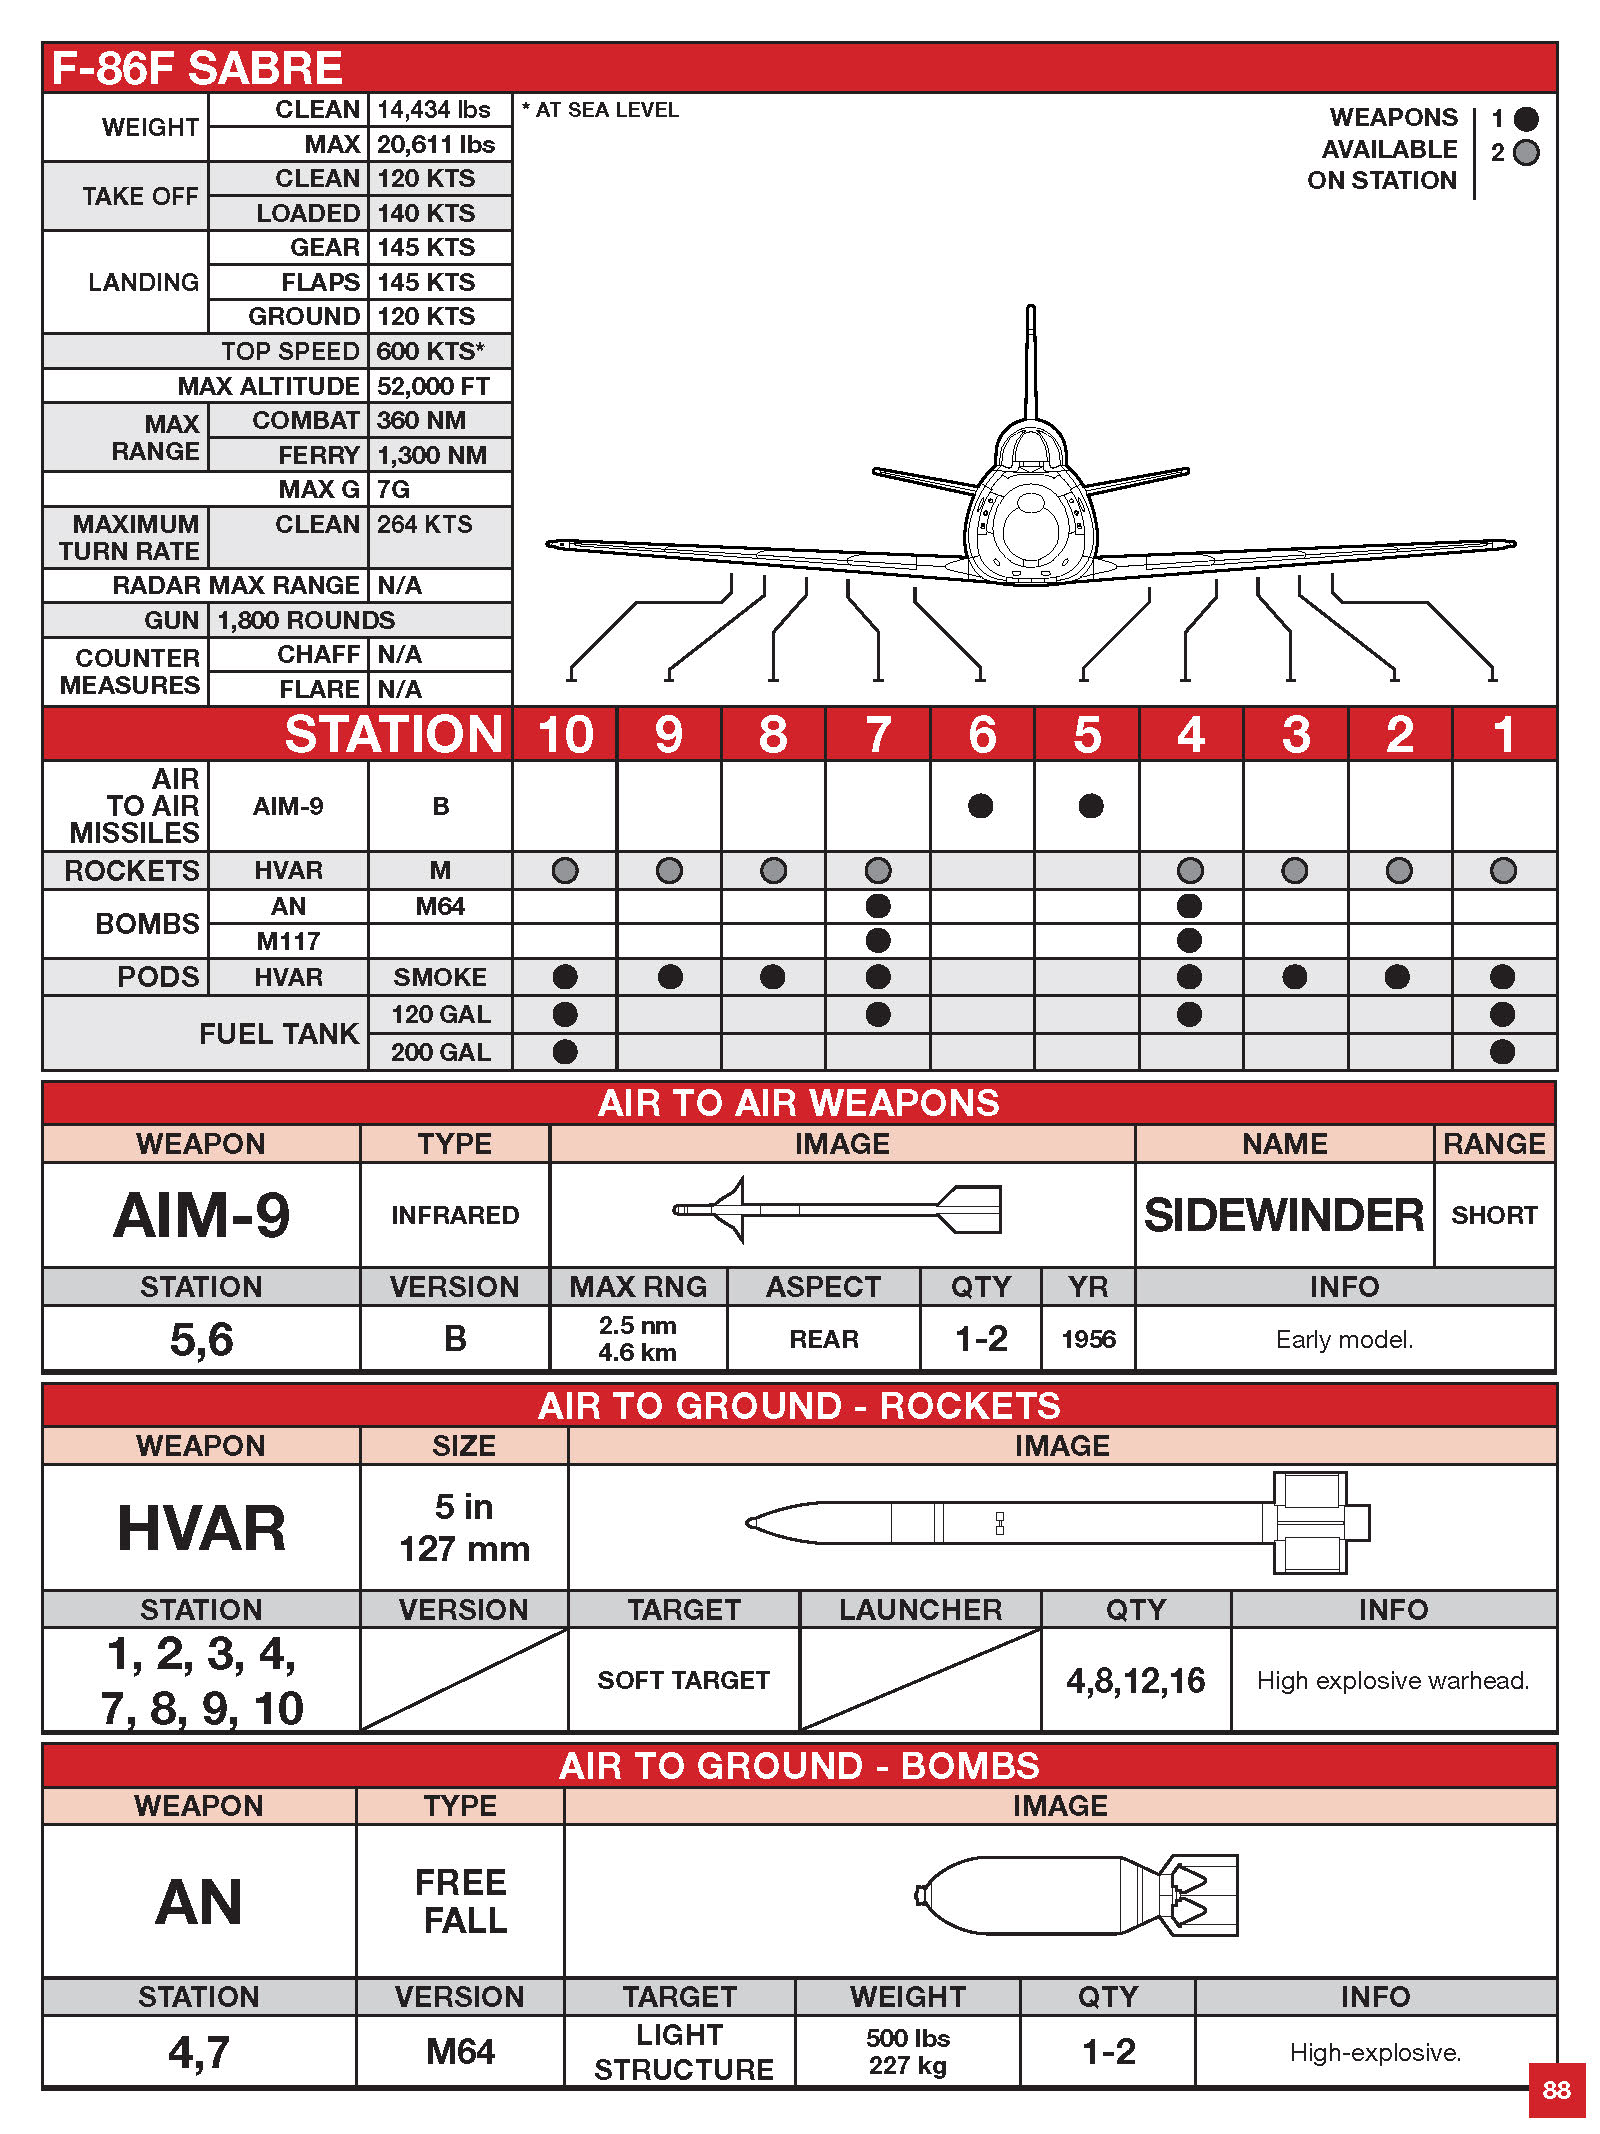 F-86F SABRE
WEIGHT CLEAN 14,434 lbs
MAX 20,611 lbs
TAKE OFF CLEAN 120 KTS
LOADED 140 KTS
LANDING GEAR 145 KTS
FLAPS 145 KTS
GROUND 120 KTS
TOP SPEED 600 KTS*
MAX ALTITUDE 52,000 FT
MAX
RANGE COMBAT 360 NM
FERRY 1,300 NM
MAX G 7G
MAXIMUM
TURN RATE CLEAN 264 KTS
RADAR MAX RANGE N/A
GUN 1,800 ROUNDS
COUNTER
MEASURES CHAFF N/A
FLARE N/A
* AT SEA LEVEL
WEAPONS
AVAILABLE
ON STATION
1
2
STATION 10 9 8 7 6 5 4 3 2 1
AIR
TO AIR
MISSILES AIM-9 B
ROCKETS HVAR M
BOMBS AN M64
M117
PODS HVAR SMOKE
FUEL TANK 120 GAL
200 GAL
AIR TO AIR WEAPONS
WEAPON TYPE IMAGE NAME RANGE
AIM-9 INFRARED SIDEWINDER SHORT
STATION VERSION MAX RNG ASPECT QTY YR INFO
5,6 B 2.5 nm
4.6 km REAR 1-2 1956 Early model.
AIR TO GROUND - ROCKETS
WEAPON SIZE IMAGE
HVAR 5 in
127 mm
STATION VERSION TARGET LAUNCHER QTY INFO
1, 2, 3, 4,
7, 8, 9, 10 SOFT TARGET 4,8,12,16 High explosive warhead.
AIR TO GROUND - BOMBS
WEAPON TYPE IMAGE
AN FREE
FALL
STATION VERSION TARGET WEIGHT QTY INFO
4,7 M64 LIGHT
STRUCTURE 500 lbs
227 kg 1-2 High-explosive.
88